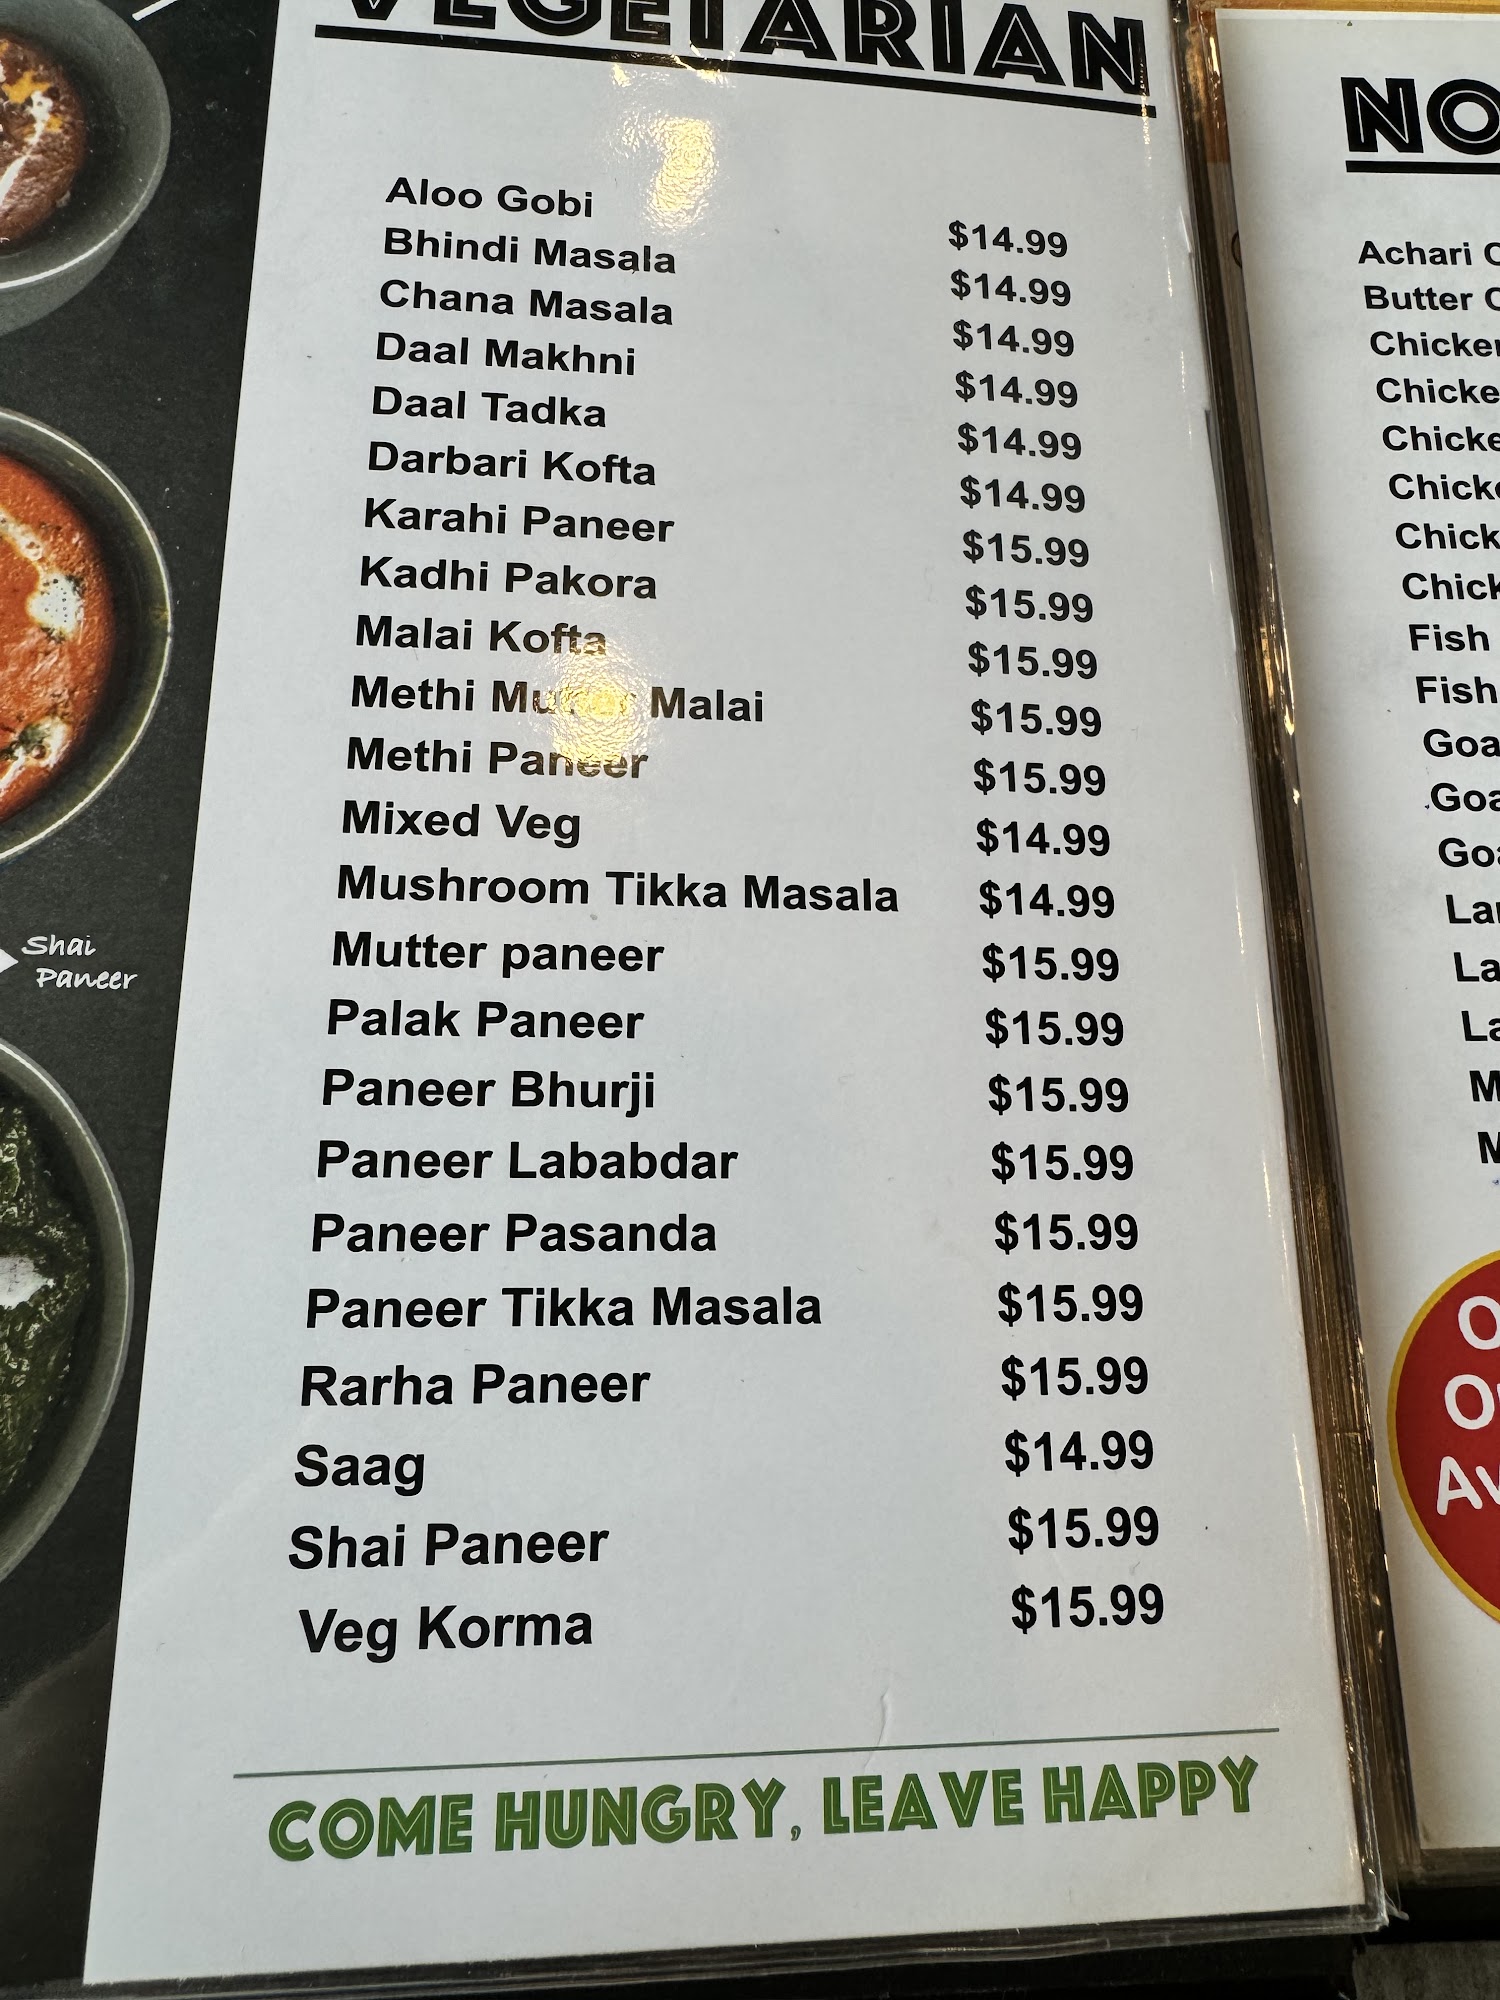 VEGETARIAN
Aloo Gobi $14.99
Bhindi Masala $14.99
Chana Masala $14.99
Daal Makhni $14.99
Daal Tadka $14.99
Darbari Kofta $14.99
Karahi Paneer $15.99
Kadhi Pakora $15.99
Malai Kofta $15.99
Methi Mutter Malai $15.99
Methi Paneer $15.99
Mixed Veg $14.99
Mushroom Tikka Masala $14.99
Mutter paneer $15.99
Palak Paneer $15.99
Paneer Bhurji $15.99
Paneer Lababdar $15.99
Paneer Pasanda $15.99
Paneer Tikka Masala $15.99
Rarha Paneer $15.99
Saag $14.99
Shai Paneer $15.99
Veg Korma $15.99
COME HUNGRY, LEAVE HAPPY
Shai
Paneer
Achari
Butter
Fish
Fish